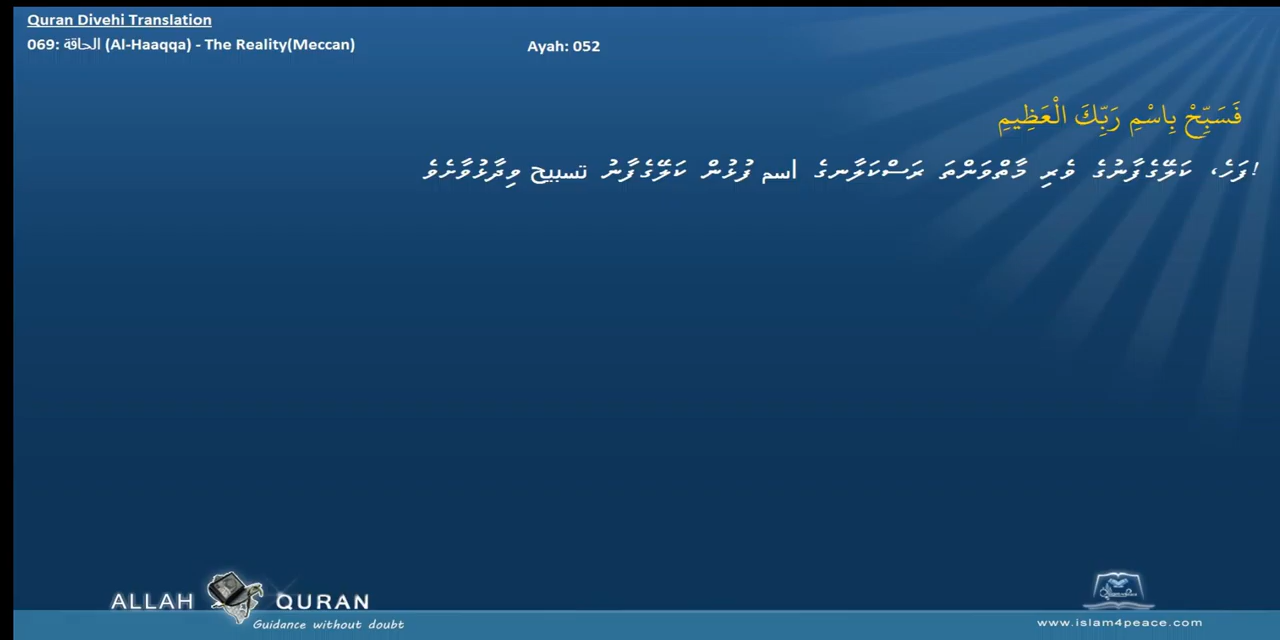 Quran Divehi Translation
069: الحاقة (Al-Haaqqa) - The Reality(Meccan)
Ayah: 052
فَسَبِّحْ بِاسْمِ رَبِّكَ الْعَظِيمِ
ފަހެ، ކަލޭގެފާނުގެ ވެރި މާތްވަންތަ ރަސްކަލާނގެ اسم ފުޅުން ކަލޭގެފާނު تسبيح ވިދާޅުވާށެވެ!
ALLAH QURAN
Guidance without doubt
www.islam4peace.com